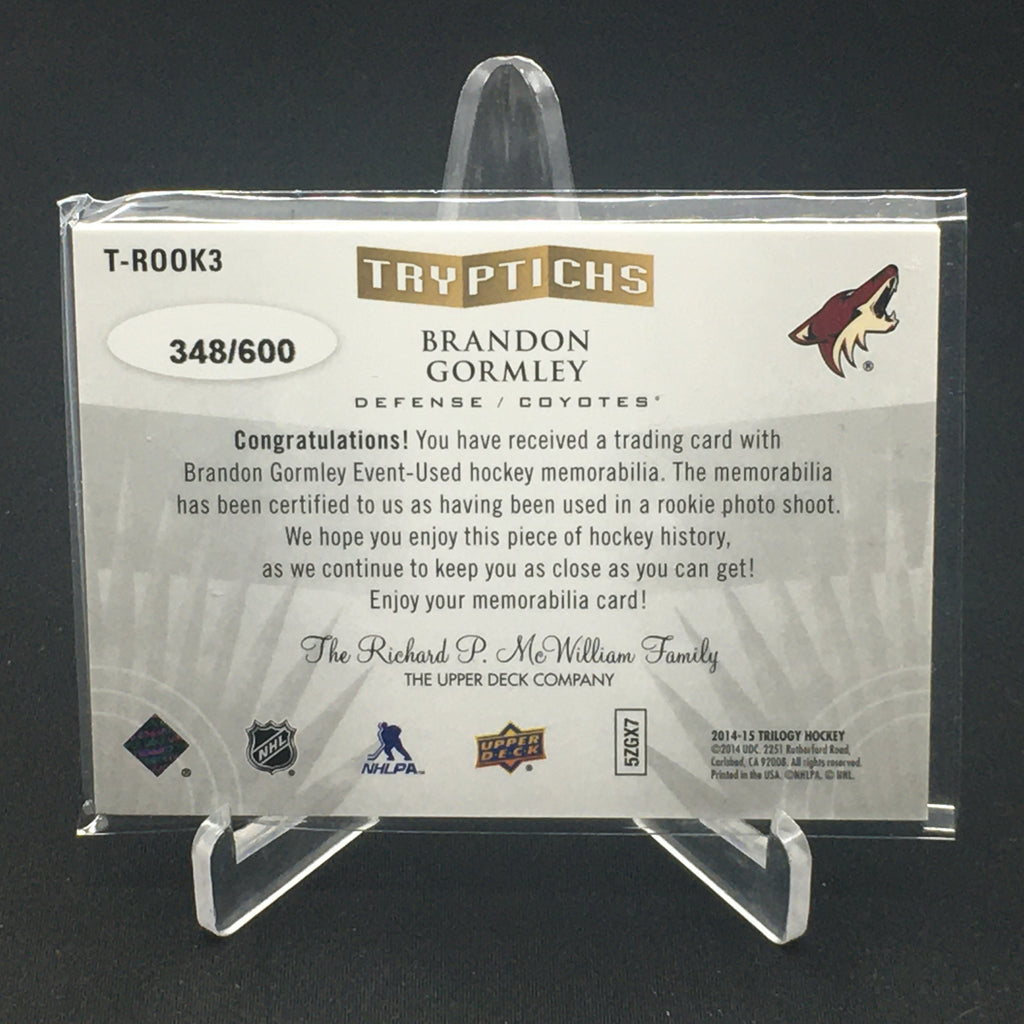 T-ROOK3
TRYPTICHS
348/600
BRANDON
GORMLEY
DEFENSE / COYOTES®
Congratulations! You have received a trading card with
Brandon Gormley Event-Used hockey memorabilia. The memorabilia
has been certified to us as having been used in a rookie photo shoot.
We hope you enjoy this piece of hockey history,
as we continue to keep you as close as you can get!
Enjoy your memorabilia card!
The Richard P. McWilliam Family
THE UPPER DECK COMPANY
NHL
NHLPA
UPPER
DECK
5ZGX7
2014-15 TRILOGY HOCKEY
©2014 UDC. 2251 Rutherford Road,
Carlsbad, CA 92008. All rights reserved.
Printed in the USA. ©NHLPA. © NHL.